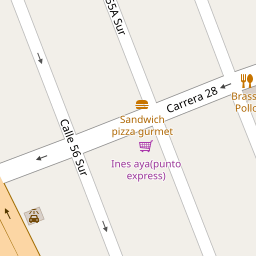 55A Sur
Carrera 28
Sandwich
pizza gurmet
Brass
Pollo
Calle 56 Sur
Ines aya(punto
express)